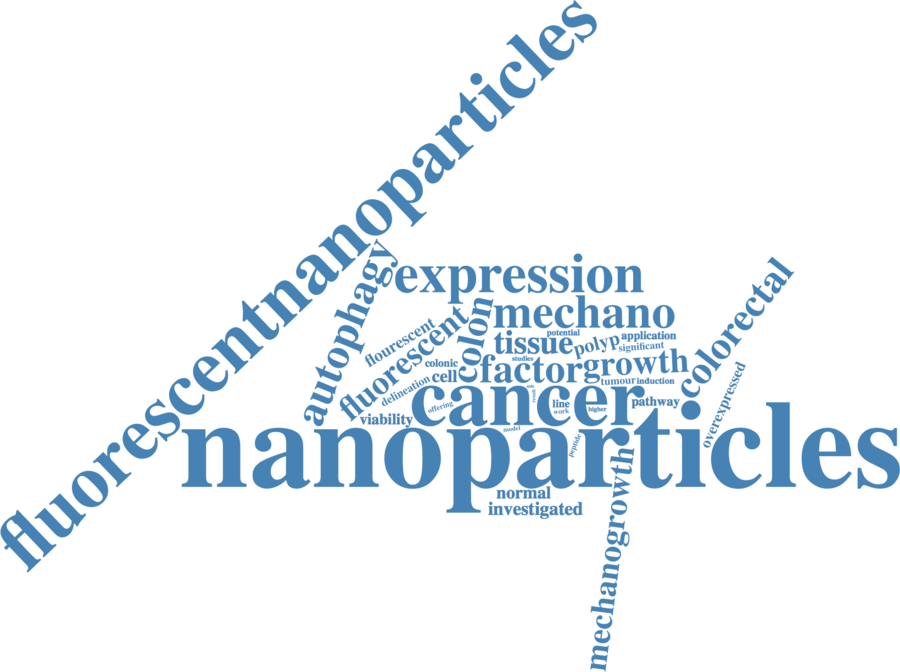 fluorescentnanoparticles
autophagy
expression
mechano
colon
fluorescent
flourescent
colorectal
potential
tissue
polyp
application
significant
studies
colonic
factor
growth
cell
delineation
tumour
induction
cancer
overexpressed
viability
offering
result
line
work
higher
pathway
model
nanoparticles
peptide
normal
investigated
mechanogrowth